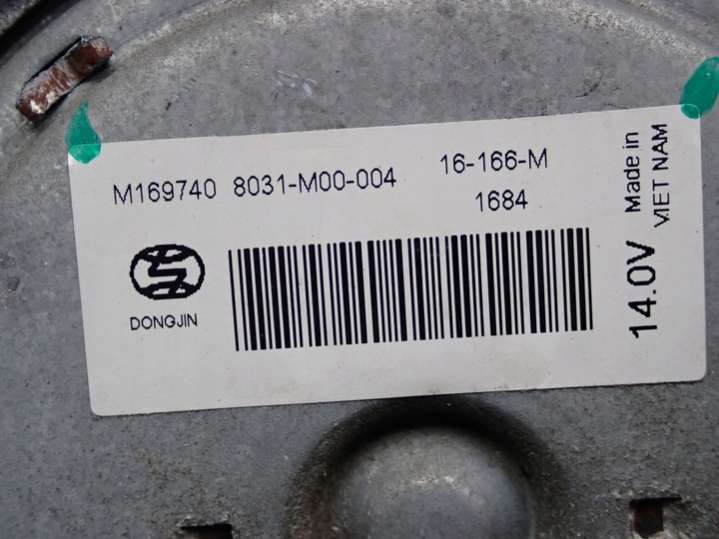 M169740 8031-M00-004 16-166-M
1684
DONGJIN
14.0V
Made in
VIET NAM